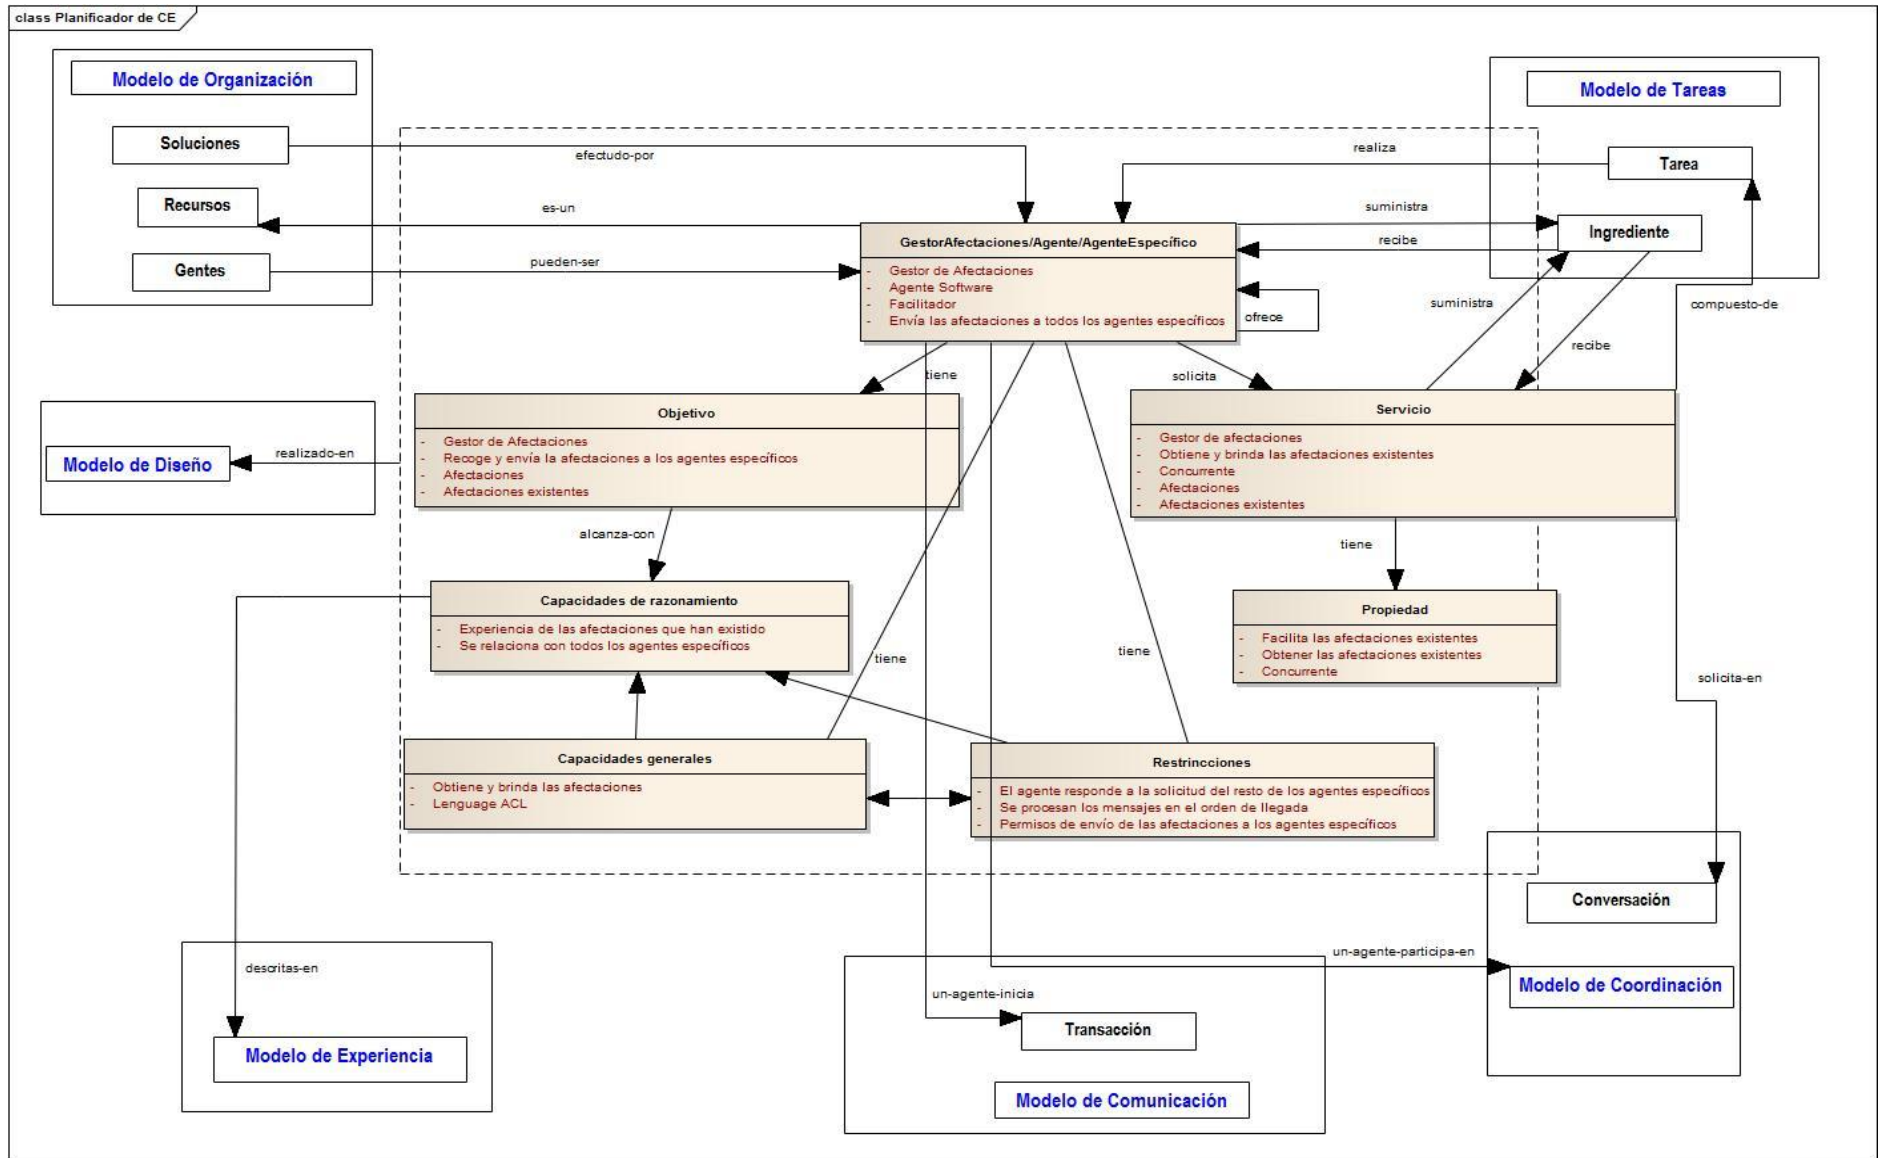 class Planificador de CE
Modelo de Organización
Soluciones
Recursos
Gentes
efectudo-por
es-un
pueden-ser
Modelo de Tareas
Tarea
Ingrediente
realiza
suministra
recibe
GestorAfectaciones/Agente/AgenteEspecífico
- Gestor de Afectaciones
- Agente Software
- Facilitador
- Envía las afectaciones a todos los agentes específicos
ofrece
suministra
compuesto-de
recibe
tiene
solicita
Objetivo
- Gestor de Afectaciones
- Recoge y envía la afectaciones a los agentes específicos
- Afectaciones
- Afectaciones existentes
Servicio
- Gestor de afectaciones
- Obtiene y brinda las afectaciones existentes
- Concurrente
- Afectaciones
- Afectaciones existentes
Modelo de Diseño
realizado-en
alcanza-con
tiene
Capacidades de razonamiento
- Experiencia de las afectaciones que han existido
- Se relaciona con todos los agentes específicos
Propiedad
- Facilita las afectaciones existentes
- Obtener las afectaciones existentes
- Concurrente
tiene
tiene
solicita-en
Capacidades generales
- Obtiene y brinda las afectaciones
- Lenguage ACL
Restrincciones
- El agente responde a la solicitud del resto de los agentes específicos
- Se procesan los mensajes en el orden de llegada
- Permisos de envío de las afectaciones a los agentes específicos
Conversación
un-agente-participa-en
Modelo de Coordinación
descritas-en
Modelo de Experiencia
un-agente-inicia
Transacción
Modelo de Comunicación